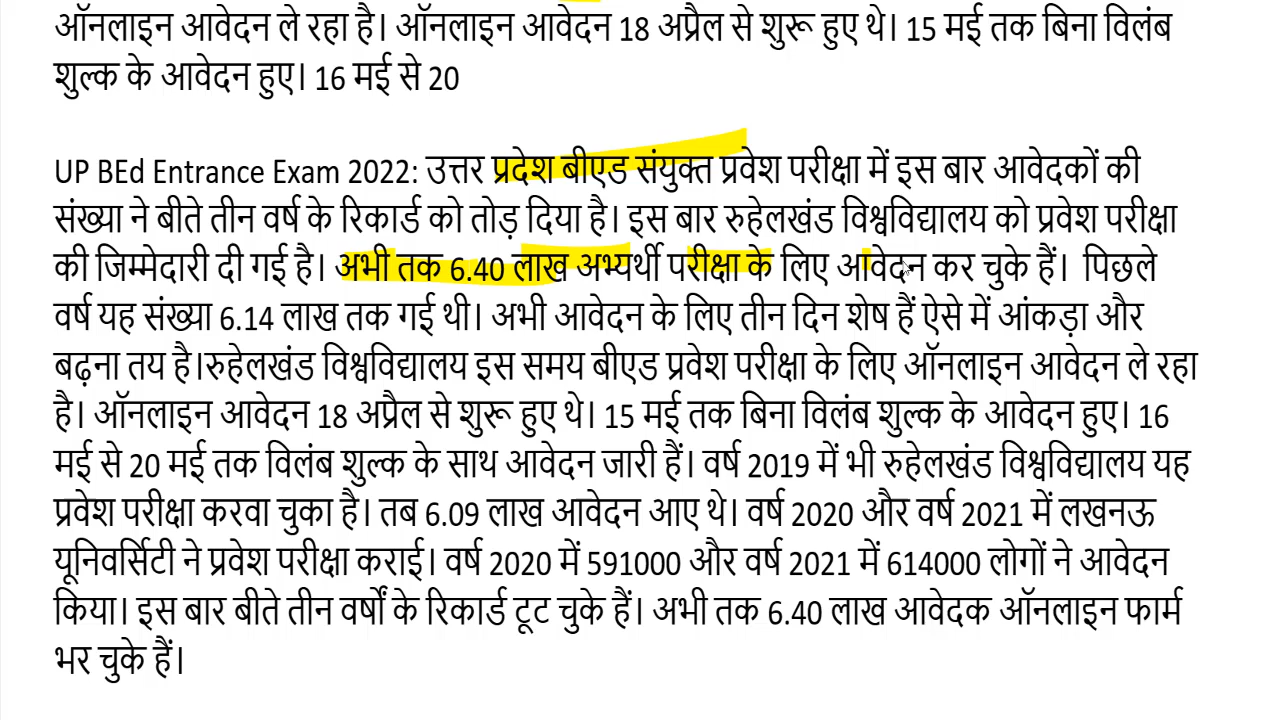 ऑनलाइन आवेदन ले रहा है। ऑनलाइन आवेदन 18 अप्रैल से शुरू हुए थे। 15 मई तक बिना विलंब
शुल्क के आवेदन हुए। 16 मई से 20
UP BEd Entrance Exam 2022: उत्तर प्रदेश बीएड संयुक्त प्रवेश परीक्षा में इस बार आवेदकों की
संख्या ने बीते तीन वर्ष के रिकार्ड को तोड़ दिया है। इस बार रुहेलखंड विश्वविद्यालय को प्रवेश परीक्षा
की जिम्मेदारी दी गई है। अभी तक 6.40 लाख अभ्यर्थी परीक्षा के लिए आवेदन कर चुके हैं। पिछले
वर्ष यह संख्या 6.14 लाख तक गई थी। अभी आवेदन के लिए तीन दिन शेष हैं ऐसे में आंकड़ा और
बढ़ना तय है।रुहेलखंड विश्वविद्यालय इस समय बीएड प्रवेश परीक्षा के लिए ऑनलाइन आवेदन ले रहा
है। ऑनलाइन आवेदन 18 अप्रैल से शुरू हुए थे। 15 मई तक बिना विलंब शुल्क के आवेदन हुए। 16
मई से 20 मई तक विलंब शुल्क के साथ आवेदन जारी हैं। वर्ष 2019 में भी रुहेलखंड विश्वविद्यालय यह
प्रवेश परीक्षा करवा चुका है। तब 6.09 लाख आवेदन आए थे। वर्ष 2020 और वर्ष 2021 में लखनऊ
यूनिवर्सिटी ने प्रवेश परीक्षा कराई। वर्ष 2020 में 591000 और वर्ष 2021 में 614000 लोगों ने आवेदन
किया। इस बार बीते तीन वर्षों के रिकार्ड टूट चुके हैं। अभी तक 6.40 लाख आवेदक ऑनलाइन फार्म
भर चुके हैं।